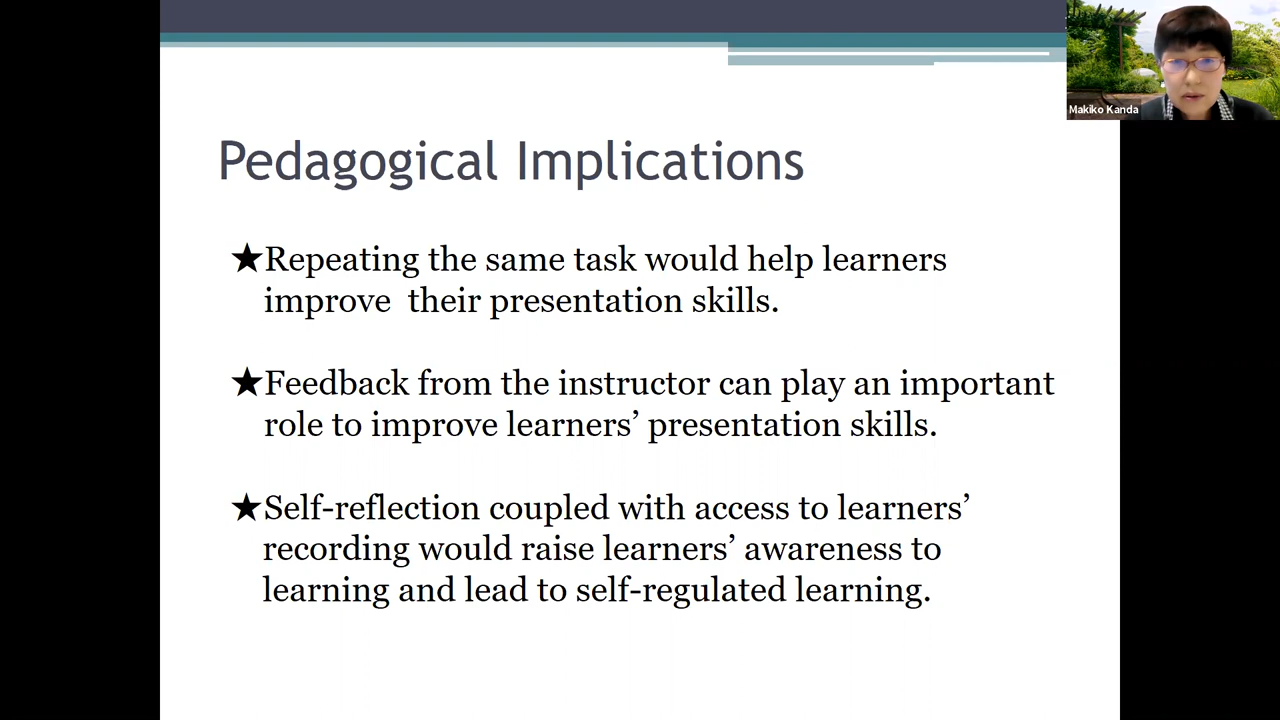 Makiko Kanda
Pedagogical Implications
★Repeating the same task would help learners
improve  their presentation skills.
★Feedback from the instructor can play an important
role to improve learners’ presentation skills.
★Self-reflection coupled with access to learners’
recording would raise learners’ awareness to
learning and lead to self-regulated learning.